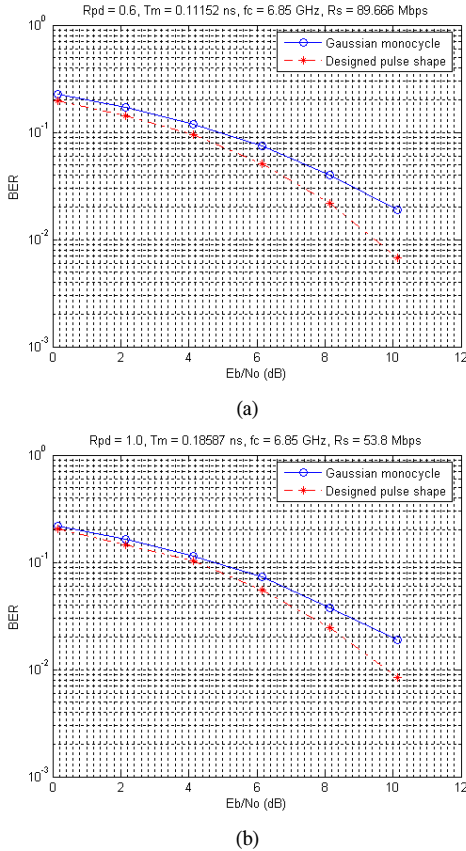 Rpd = 0.6, Tm = 0.11152 ns, fc = 6.85 GHz, Rs = 89.666 Mbps
10^0
Gaussian monocycle
Designed pulse shape
10^-1
BER
10^-2
10^-3
0 2 4 6 8 10 12
Eb/No (dB)
(a)
Rpd = 1.0, Tm = 0.18587 ns, fc = 6.85 GHz, Rs = 53.8 Mbps
10^0
Gaussian monocycle
Designed pulse shape
10^-1
BER
10^-2
10^-3
0 2 4 6 8 10 12
Eb/No (dB)
(b)